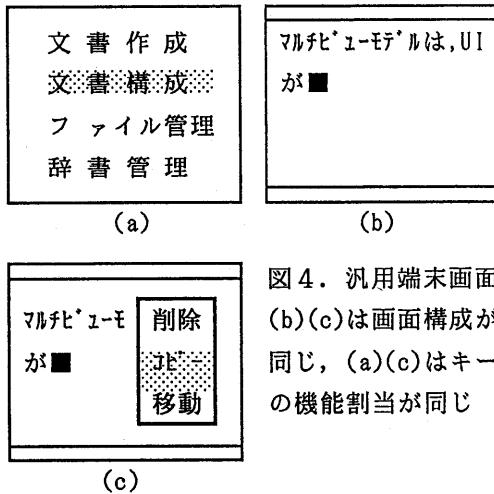 文書作成
文書構成
ファイル管理
辞書管理
(a)
ﾏﾙﾁﾋﾞｭｰﾓﾃﾞﾙは,UI
が■
(b)
ﾏﾙﾁﾋﾞｭｰﾓ
が■
削除
ｺﾋﾟｰ
移動
(c)
図４．汎用端末画面
(b)(c)は画面構成が
同じ，(a)(c)はキー
の機能割当が同じ